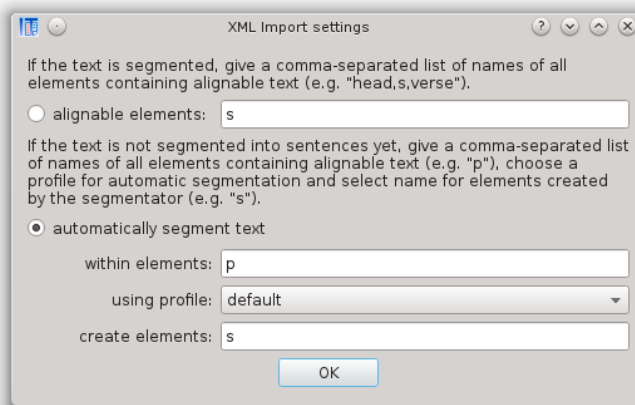 XML Import settings
If the text is segmented, give a comma-separated list of names of all
elements containing alignable text (e.g. "head,s,verse").
alignable elements: s
If the text is not segmented into sentences yet, give a comma-separated list
of names of all elements containing alignable text (e.g. "p"), choose a
profile for automatic segmentation and select name for elements created
by the segmentator (e.g. "s").
automatically segment text
within elements: p
using profile: default
create elements: s
OK